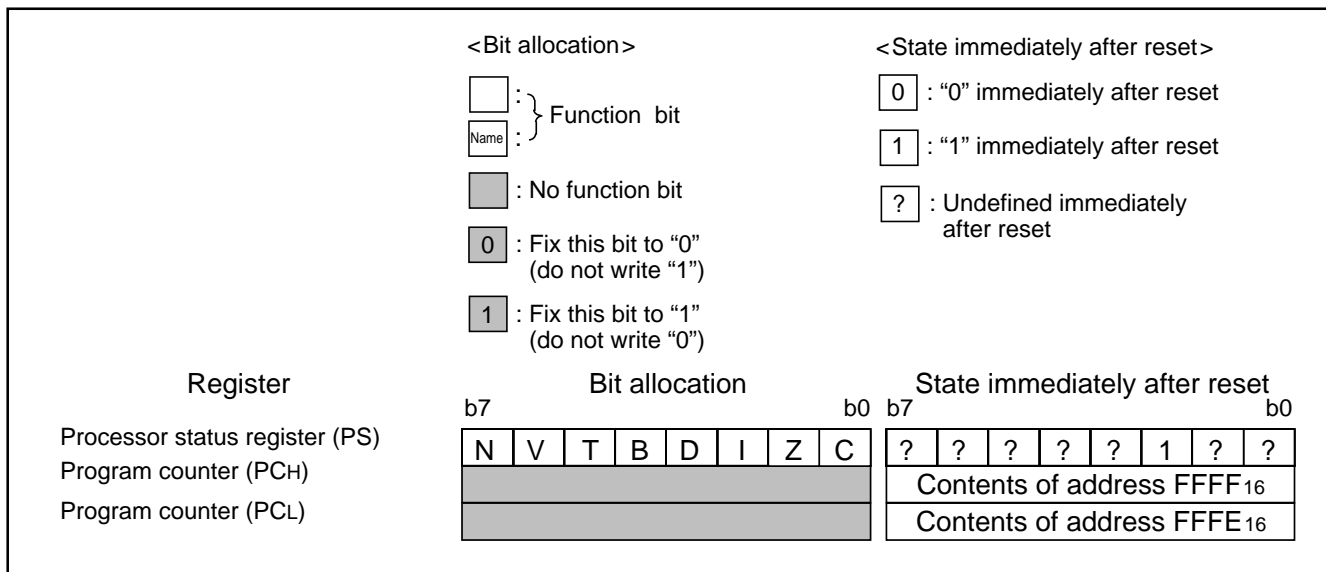 <Bit allocation>
<State immediately after reset>
:
Name :
Function bit
: No function bit
0 : Fix this bit to “0”
(do not write “1”)
1 : Fix this bit to “1”
(do not write “0”)
0 : “0” immediately after reset
1 : “1” immediately after reset
? : Undefined immediately
after reset
Register Bit allocation State immediately after reset
b7 b0 b7 b0
Processor status register (PS) N V T B D I Z C ? ? ? ? ? 1 ? ?
Program counter (PCH) Contents of address FFFF16
Program counter (PCL) Contents of address FFFE16